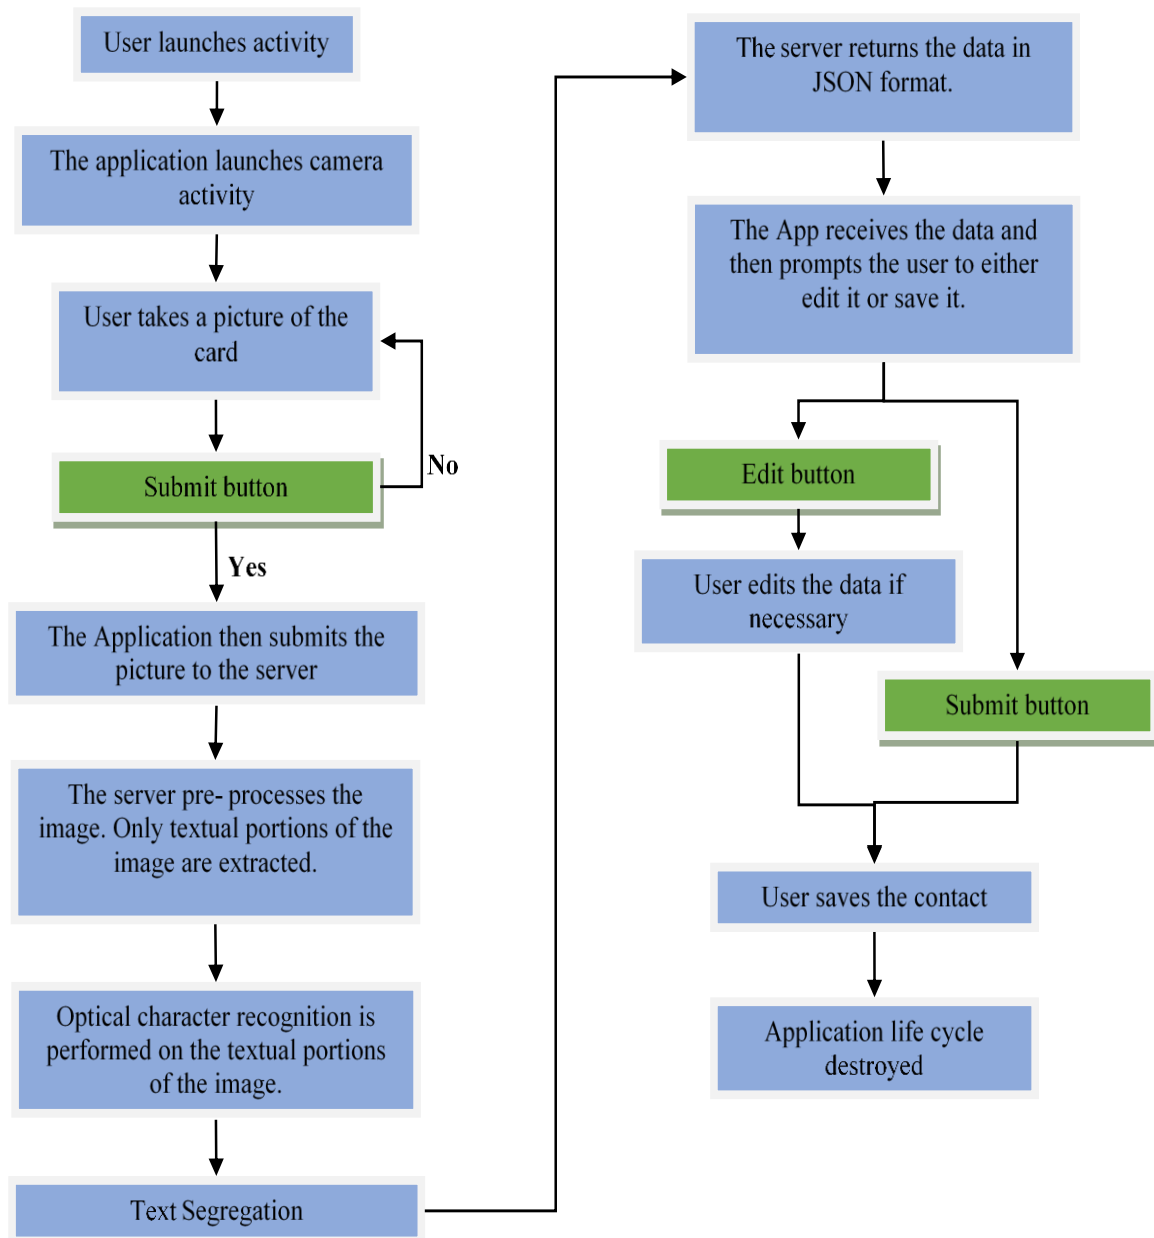 User launches activity
The application launches camera
activity
User takes a picture of the
card
Submit button
No
Yes
The Application then submits the
picture to the server
The server pre- processes the
image. Only textual portions of the
image are extracted.
Optical character recognition is
performed on the textual portions
of the image.
Text Segregation
The server returns the data in
JSON format.
The App receives the data and
then prompts the user to either
edit it or save it.
Edit button
User edits the data if
necessary
Submit button
User saves the contact
Application life cycle
destroyed